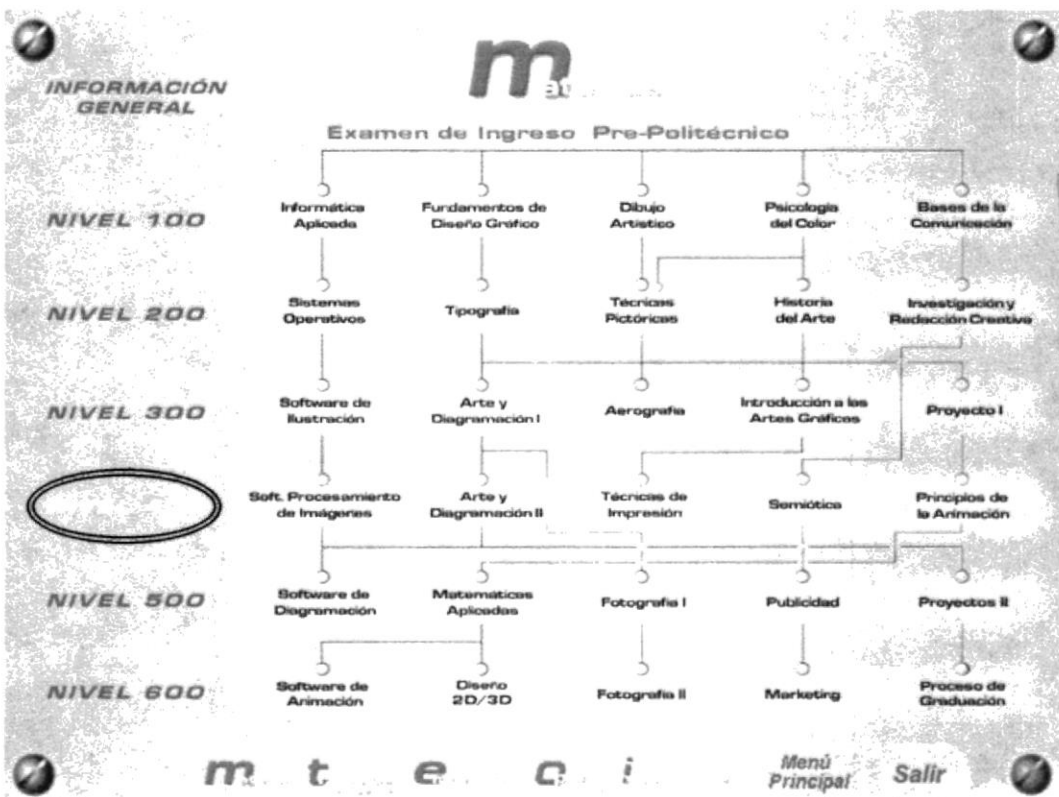 INFORMACIÓN
GENERAL
m
at
Examen de Ingreso Pre-Politécnico
NIVEL 100
Informática
Aplicada
Fundamentos de
Diseño Gráfico
Dibujo
Artístico
Psicología
del Color
Bases de la
Comunicación
NIVEL 200
Sistemas
Operativos
Tipografía
Técnicas
Pictóricas
Historia
del Arte
Investigación y
Redacción Creativa
NIVEL 300
Software de
Ilustración
Arte y
Diagramación I
Aerografía
Introducción a las
Artes Gráficas
Proyecto I
Soft. Procesamiento
de Imágenes
Arte y
Diagramación II
Técnicas de
Impresión
Semiótica
Principios de
la Animación
NIVEL 500
Software de
Diagramación
Matemáticas
Aplicadas
Fotografía I
Publicidad
Proyectos II
NIVEL 600
Software de
Animación
Diseño
2D/3D
Fotografía II
Marketing
Proceso de
Graduación
m t e c i
Menú
Principal
Salir